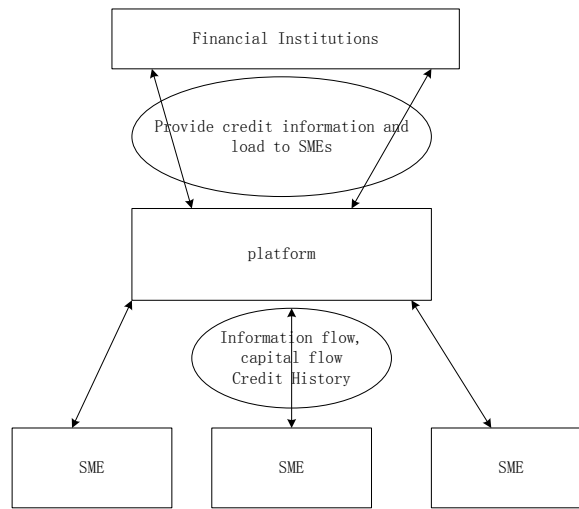 Financial Institutions
Provide credit information and
load to SMEs
platform
Information flow,
capital flow
Credit History
SME
SME
SME